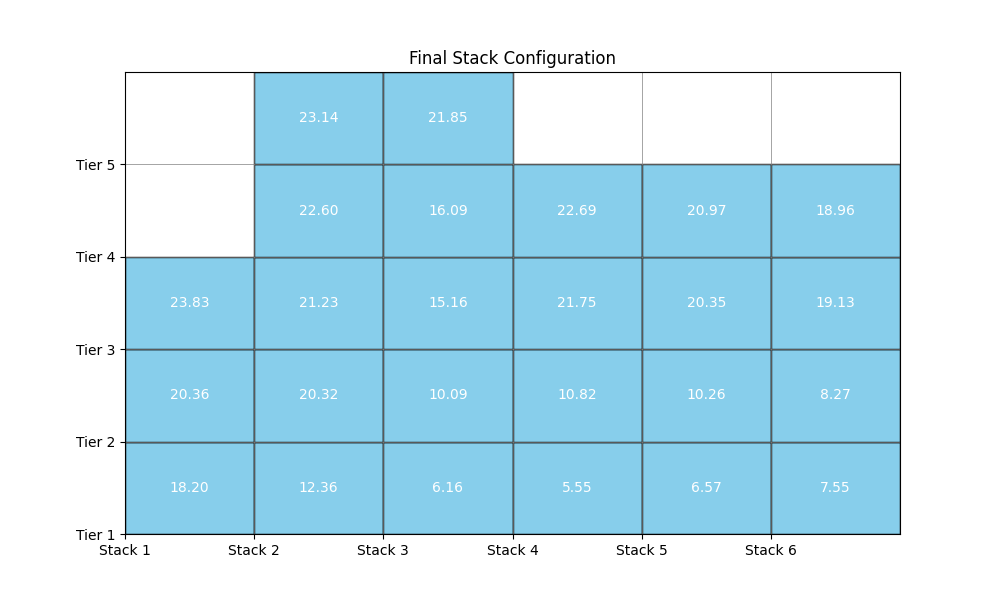 Final Stack Configuration
23.14 21.85
Tier 5
22.60 16.09 22.69 20.97 18.96
Tier 4
23.83 21.23 15.16 21.75 20.35 19.13
Tier 3
20.36 20.32 10.09 10.82 10.26 8.27
Tier 2
18.20 12.36 6.16 5.55 6.57 7.55
Tier 1
Stack 1 Stack 2 Stack 3 Stack 4 Stack 5 Stack 6